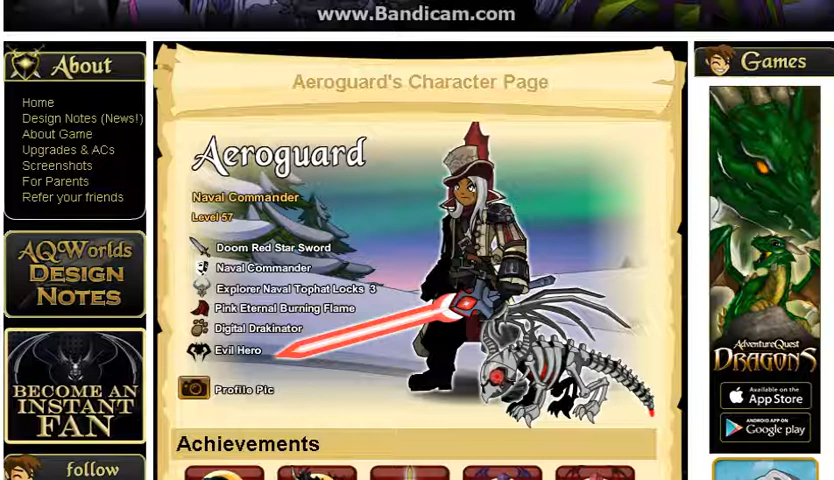 www.Bandicam.com
About
Home
Design Notes (News!)
About Game
Upgrades & ACs
Screenshots
For Parents
Refer your friends
AQWorlds
DESIGN
NOTES
BECOME AN
INSTANT
FAN
follow
Aeroguard's Character Page
Aeroguard
Naval Commander
Level 57
Doom Red Star Sword
Naval Commander
Explorer Naval Tophat Locks 3
Pink Eternal Burning Flame
Digital Drakinator
Evil Hero
Profile Pic
Achievements
Games
AdventureQuest
DRAGONS
Available on the
App Store
ANDROID APP ON
Google play